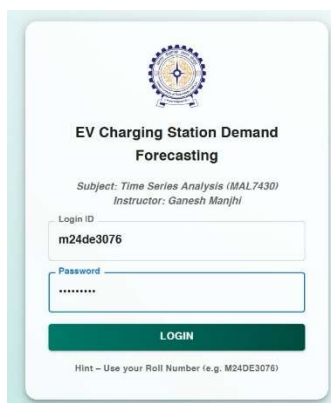 EV Charging Station Demand
Forecasting
Subject: Time Series Analysis (MAL7430)
Instructor: Ganesh Manjhi
Login ID
m24de3076
Password
•••••••••
LOGIN
Hint – Use your Roll Number (e.g. M24DE3076)